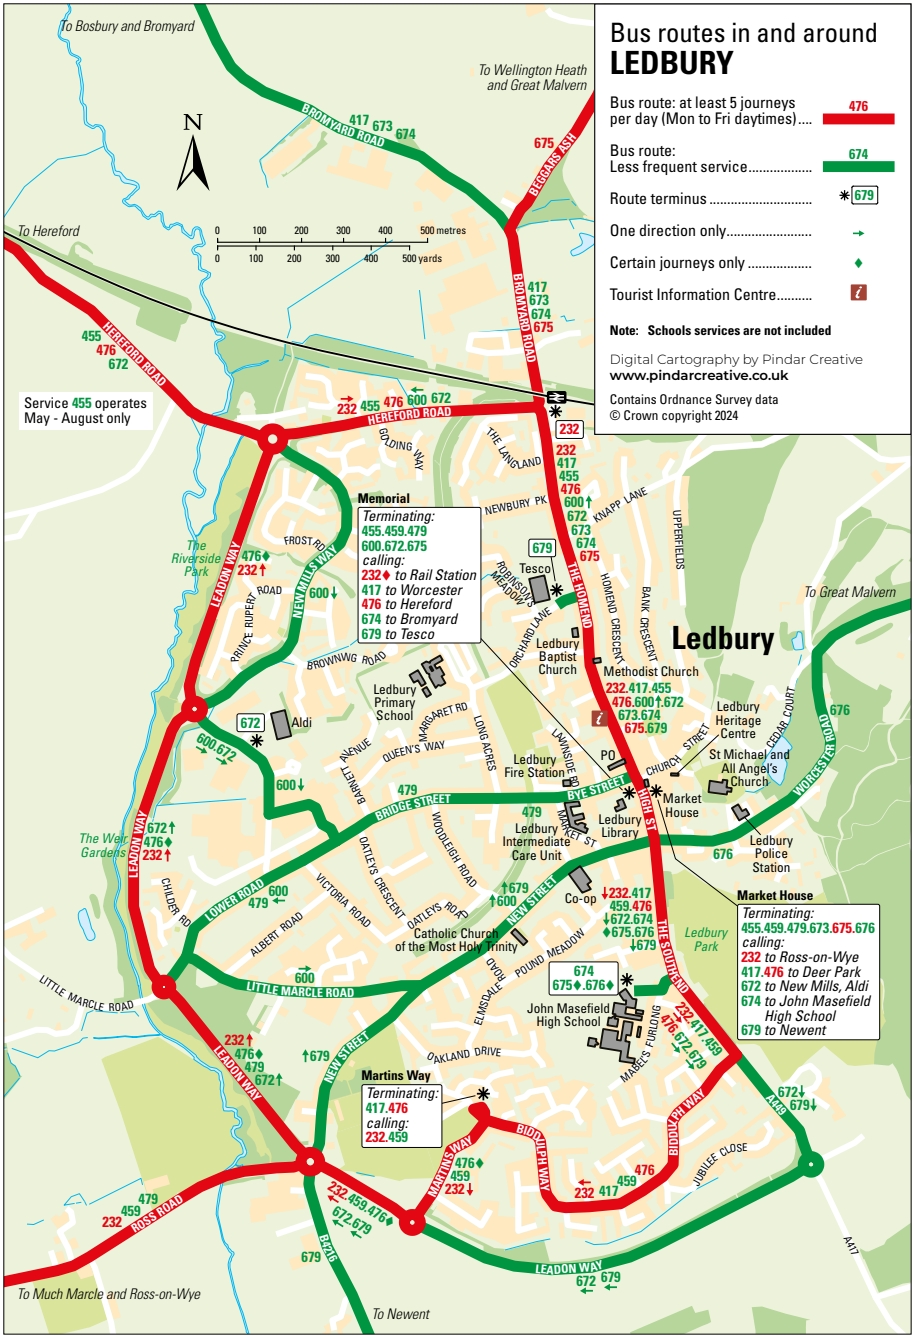 Bus routes in and around
LEDBURY
Bus route: at least 5 journeys
per day (Mon to Fri daytimes)....
476
Bus route:
Less frequent service..................
674
Route terminus ............................
679
One direction only.......................
Certain journeys only ..................
Tourist Information Centre..........
i
Note: Schools services are not included
Digital Cartography by Pindar Creative
www.pindarcreative.co.uk
Contains Ordnance Survey data
© Crown copyright 2024
To Bosbury and Bromyard
To Wellington Heath
and Great Malvern
N
BROMYARD ROAD
417 673 674
675
BEGGARS ASH
To Hereford
0 100 200 300 400 500 metres
0 100 200 300 400 500 yards
BROMYARD ROAD
417
673
674
675
HEREFORD ROAD
455
476
672
Service 455 operates
May - August only
232 455 476 600 672
HEREFORD ROAD
232
GOLDING WAY
THE LANGLAND
NEWBURY PK
KNAPP LANE
UPPERFIELDS
232
417
455
476
600↑
672
673
674
675
Memorial
Terminating:
455.459.479
600.672.675
calling:
232♦ to Rail Station
417 to Worcester
476 to Hereford
674 to Bromyard
679 to Tesco
The
Riverside
Park
LEADON WAY
476♦
232↑
FROST RD
NEW MILLS WAY
600↓
PRINCE RUPERT ROAD
BROWNWG ROAD
679
Tesco
ROBINSON'S
MEADOW
ORCHARD LANE
THE HOMEND
HOMEND CRESCENT
BANK CRESCENT
To Great Malvern
Ledbury
Ledbury
Baptist
Church
Methodist Church
232.417.455
476.600↑.672
673.674
675.679
i
Ledbury
Primary
School
MARGARET RD
LONG ACRES
QUEEN'S WAY
BARNETT AVENUE
672
Aldi
600.672
600↓
LAWNSIDE RD
Ledbury
Fire Station
PO
CHURCH STREET
Ledbury
Heritage
Centre
St Michael and
All Angel's
Church
CEDAR COURT
WORCESTER ROAD
676
479
BRIDGE STREET
479
BYE STREET
MARKET ST
Ledbury
Intermediate
Care Unit
Ledbury
Library
HIGH ST
Market
House
Ledbury
Police
Station
676
The Weir
Gardens
LEADON WAY
672↑
476♦
232↑
CHILDER RD
LOWER ROAD
600
479 ←
VICTORIA ROAD
ALBERT ROAD
OATLEY'S CRESCENT
WOODLEIGH ROAD
OATLEYS ROAD
↑679
↑600
NEW STREET
Co-op
↓232.417
459.476
↓672.674
♦675.676
↓679
THE SOUTHEND
Ledbury
Park
Catholic Church
of the Most Holy Trinity
POUND MEADOW
ELMSDALE ROAD
674
675♦.676♦
John Masefield
High School
MABEL'S FURLONG
Market House
Terminating:
455.459.479.673.675.676
calling:
232 to Ross-on-Wye
417.476 to Deer Park
672 to New Mills, Aldi
674 to John Masefield
High School
679 to Newent
LITTLE MARCLE ROAD
600
LITTLE MARCLE ROAD
232↑
476♦
479
672↑
LEADON WAY
↑679
NEW STREET
OAKLAND DRIVE
232.417.459
476.672.679
Martins Way
Terminating:
417.476
calling:
232.459
BIDDULPH WAY
A449
672↓
679↓
MARTINS WAY
476♦
459
232↓
BIDDULPH WAY
232 417 459 476
JUBILEE CLOSE
232.459.476♦
672.679
479
459
232
ROSS ROAD
679
B4216
LEADON WAY
672 679
A417
To Much Marcle and Ross-on-Wye
To Newent